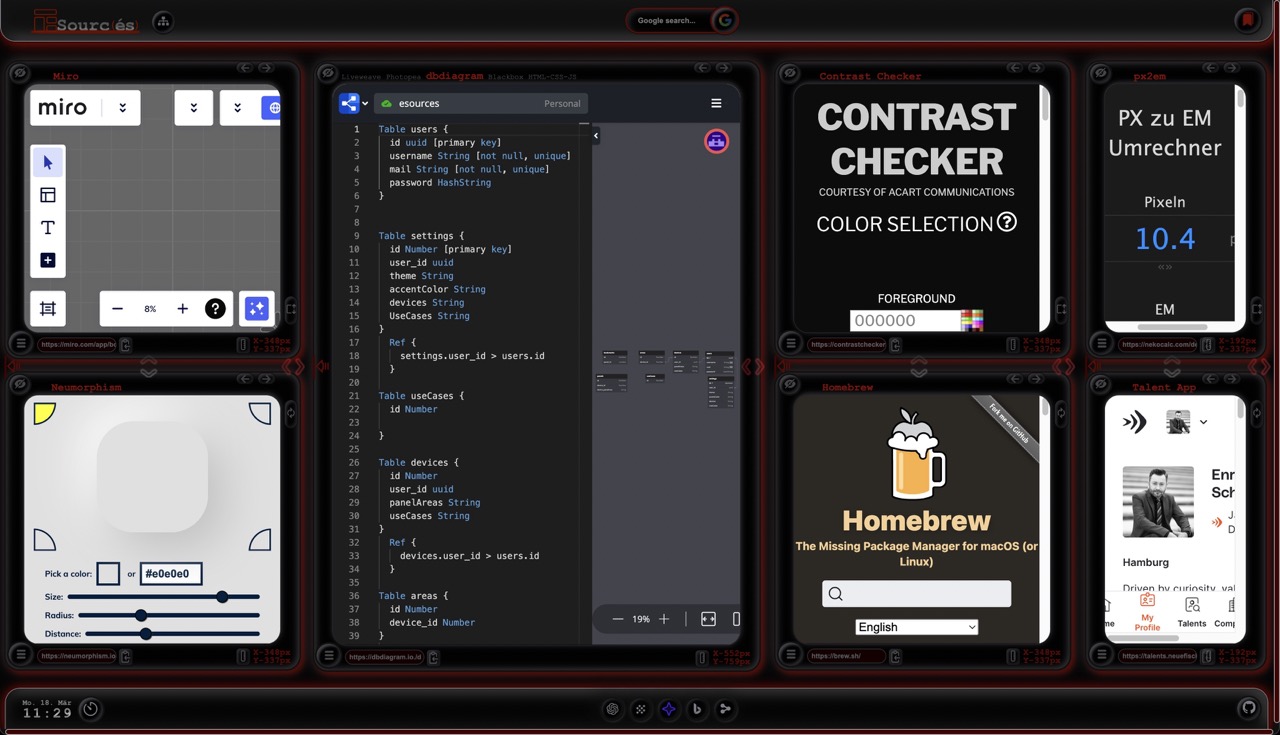 Sourc(és)
Google search...
Miro
miro
8%
?
https://miro.com/app/b
X-348px
Y-337px
Liveweave Photopea dbdiagram Blackbox HTML-CSS-JS
esources
Personal
1 Table users {
2 id uuid [primary key]
3 username String [not null, unique]
4 mail String [not null, unique]
5 password HashString
6 }
7
8
9 Table settings {
10 id Number [primary key]
11 user_id uuid
12 theme String
13 accentColor String
14 devices String
15 UseCases String
16 }
17 Ref {
18 settings.user_id > users.id
19 }
20
21 Table useCases {
22 id Number
23
24 }
25
26 Table devices {
27 id Number
28 user_id uuid
29 panelAreas String
30 useCases String
31 }
32 Ref {
33 devices.user_id > users.id
34 }
35
36 Table areas {
37 id Number
38 device_id Number
39 }
19%
https://dbdiagram.io/d
X-552px
Y-759px
Contrast Checker
CONTRAST
CHECKER
COURTESY OF ACART COMMUNICATIONS
COLOR SELECTION ?
FOREGROUND
000000
https://contrastchecker
X-348px
Y-337px
px2em
PX zu EM
Umrechner
Pixeln
10.4
p
EM
https://nekocalc.com/d
X-192px
Y-337px
Neumorphism
Pick a color:
or
#e0e0e0
Size:
Radius:
Distance:
https://neumorphism.io
X-348px
Y-337px
Homebrew
Fork me on GitHub
Homebrew
The Missing Package Manager for macOS (or
Linux)
English
https://brew.sh/
X-348px
Y-337px
Talent App
Enr
Sch
J
D
Hamburg
Driven by curiosity, val
me
My
Profile
Talents
Comp
https://talents.neuefisc
X-192px
Y-337px
Mo. 18. Mär
11:29